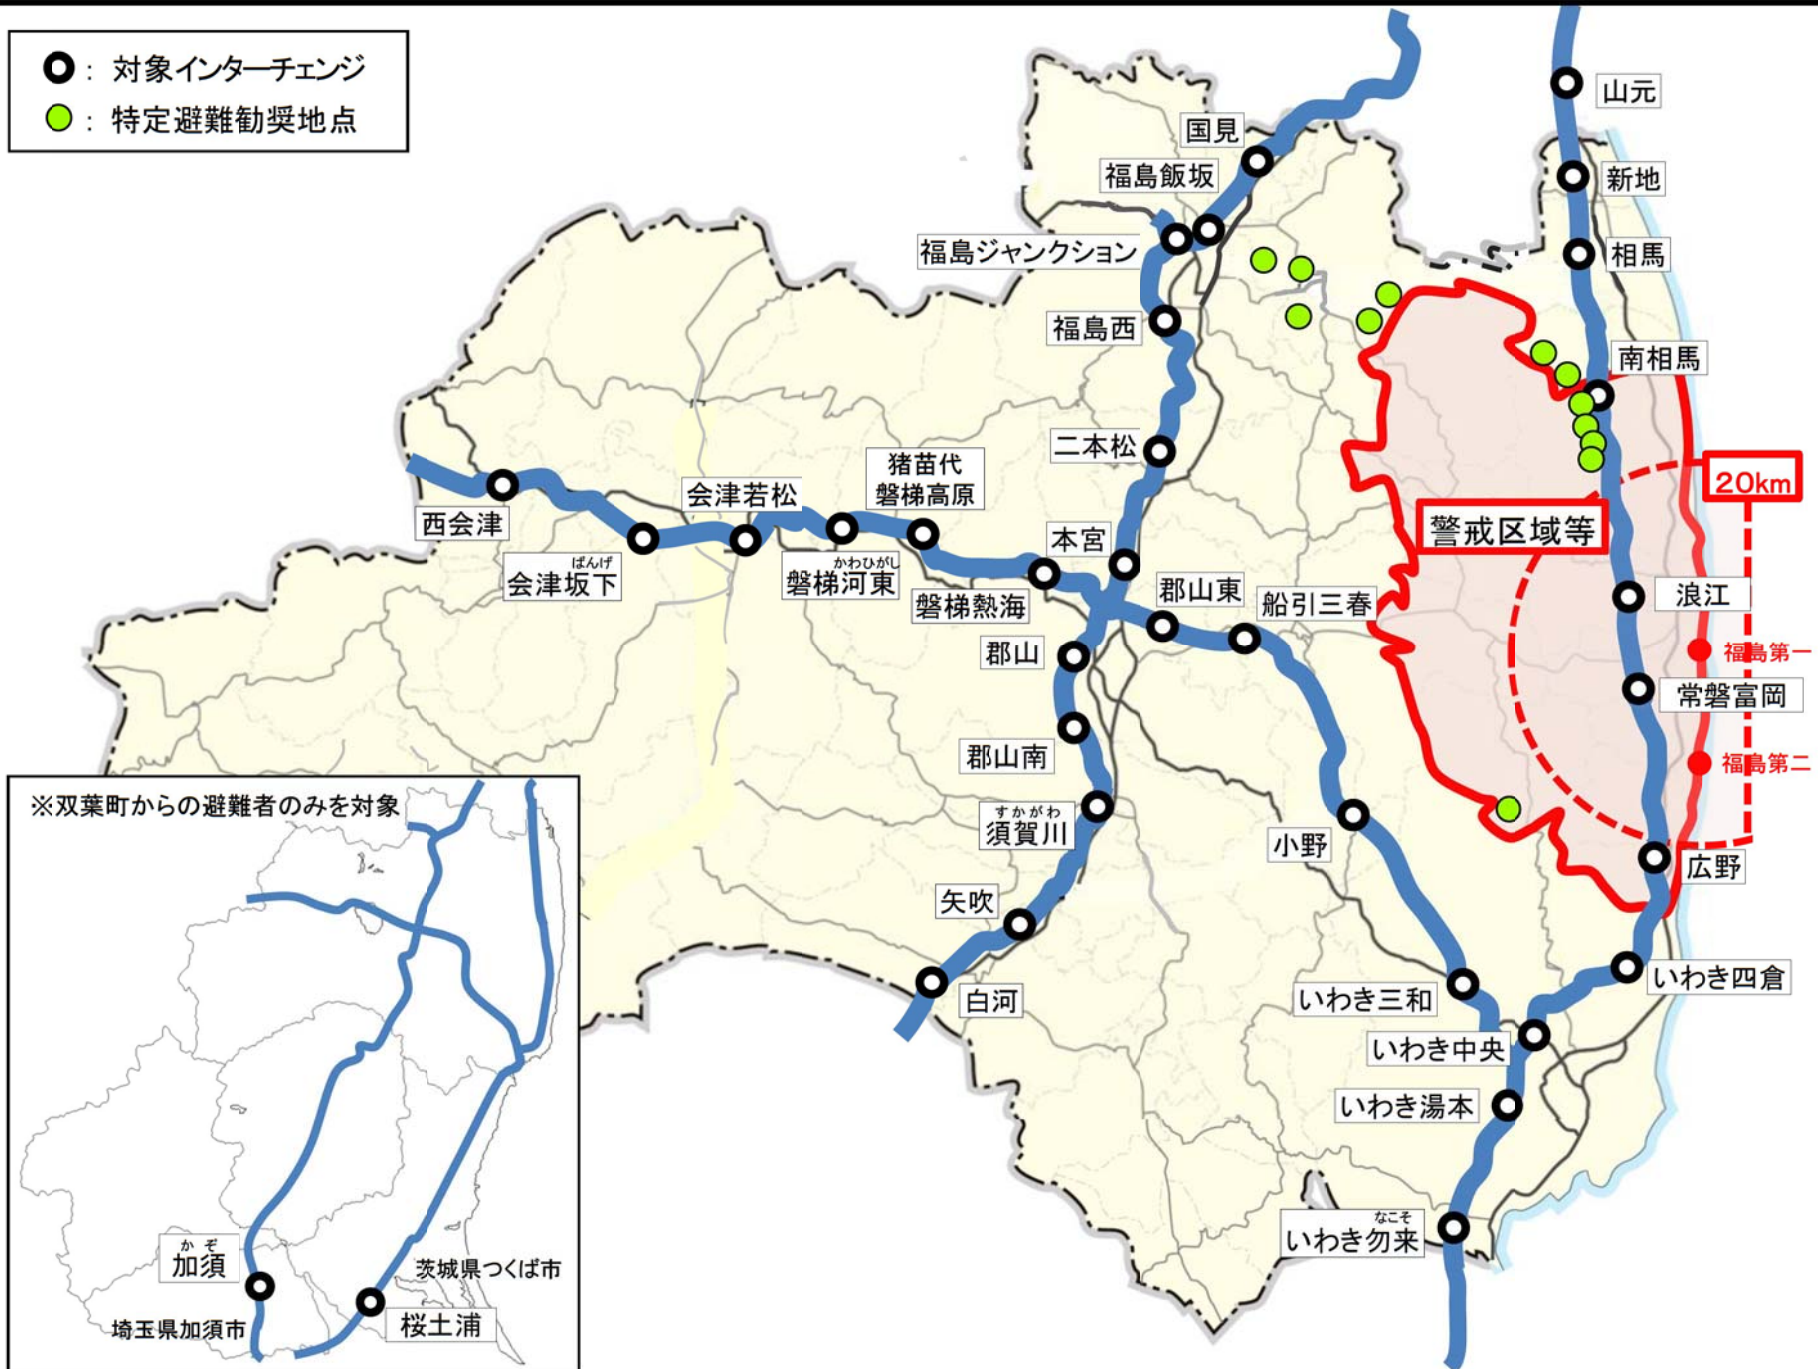 ：対象インターチェンジ
：特定避難勧奨地点
山元
国見
福島飯坂
新地
福島ジャンクション
相馬
福島西
南相馬
二本松
20km
猪苗代
磐梯高原
会津若松
西会津
警戒区域等
本宮
ばんげ
会津坂下
かわひがし
磐梯河東
磐梯熱海
郡山東
船引三春
浪江
郡山
福島第一
常磐富岡
郡山南
福島第二
すかがわ
須賀川
小野
広野
矢吹
白河
いわき三和
いわき四倉
いわき中央
いわき湯本
なこそ
いわき勿来
※双葉町からの避難者のみを対象
かぞ
加須
茨城県つくば市
埼玉県加須市
桜土浦